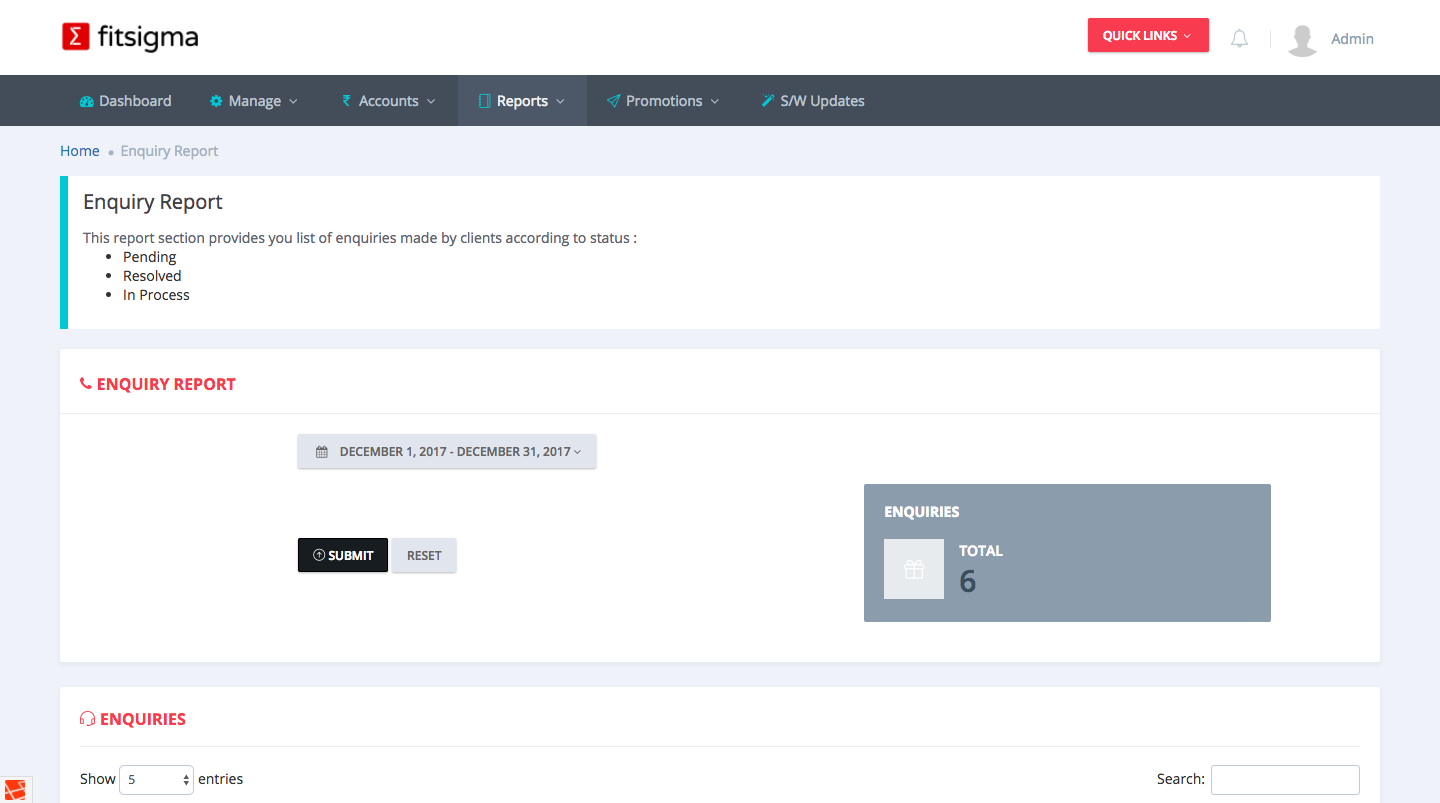 Σ fitsigma
QUICK LINKS
Admin
Dashboard Manage ₹ Accounts Reports Promotions S/W Updates
Home • Enquiry Report
Enquiry Report
This report section provides you list of enquiries made by clients according to status :
• Pending
• Resolved
• In Process
ENQUIRY REPORT
DECEMBER 1, 2017 - DECEMBER 31, 2017
SUBMIT RESET
ENQUIRIES
TOTAL
6
ENQUIRIES
Show 5 entries Search: